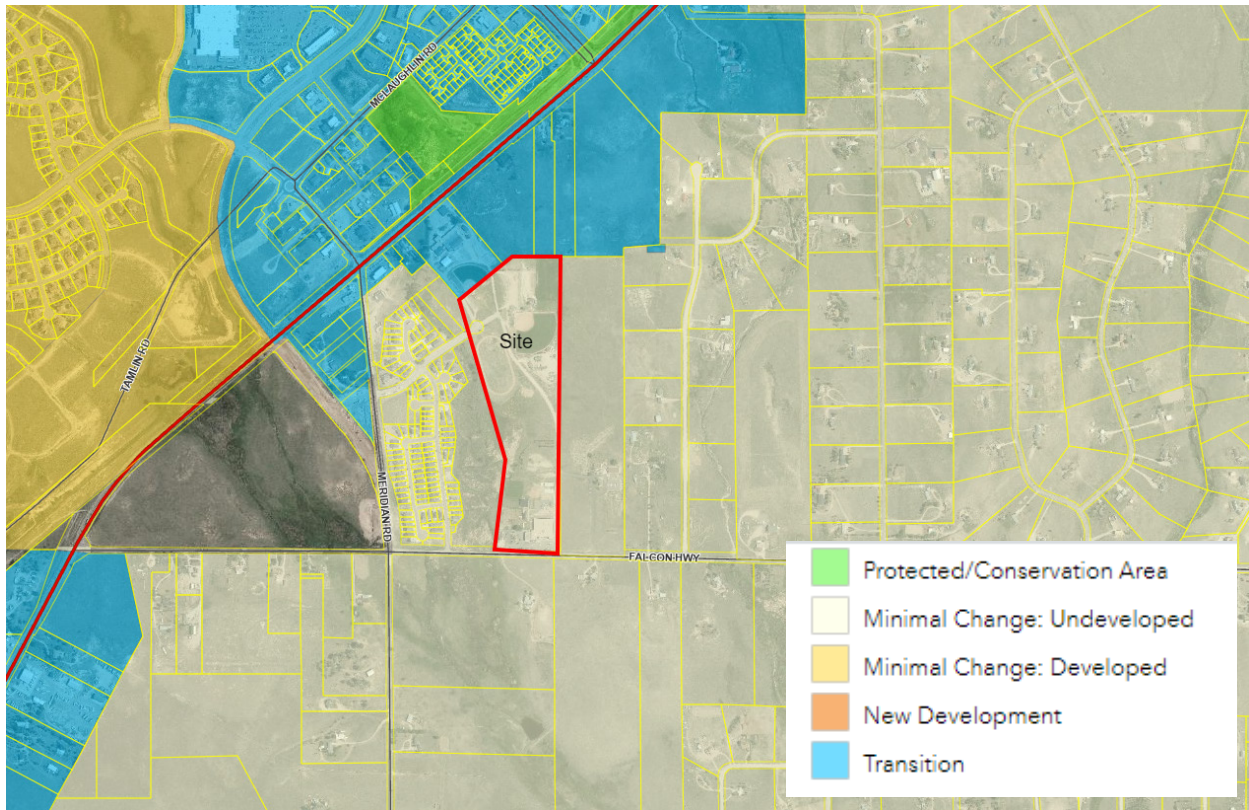 MCLAUGHLIN RD
Site
TAMLIN RD
MERIDIAN RD
FALCON HWY
Protected/Conservation Area
Minimal Change: Undeveloped
Minimal Change: Developed
New Development
Transition